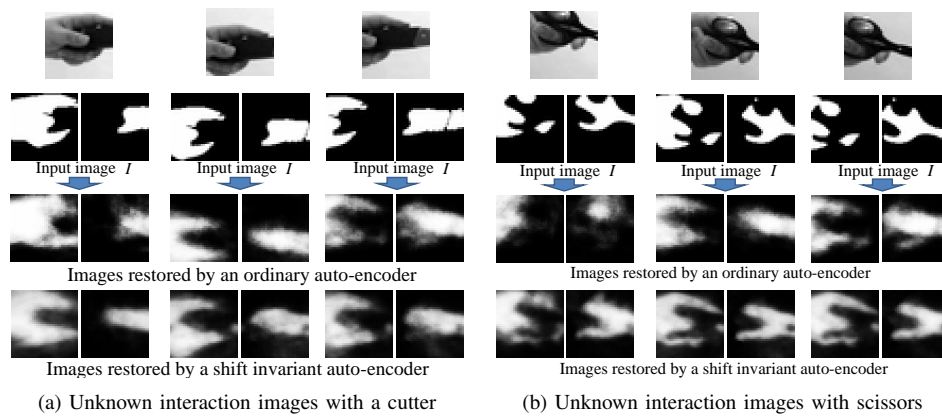 Input image I Input image I Input image I
Images restored by an ordinary auto-encoder
Images restored by a shift invariant auto-encoder
(a) Unknown interaction images with a cutter
Input image I Input image I Input image I
Images restored by an ordinary auto-encoder
Images restored by a shift invariant auto-encoder
(b) Unknown interaction images with scissors